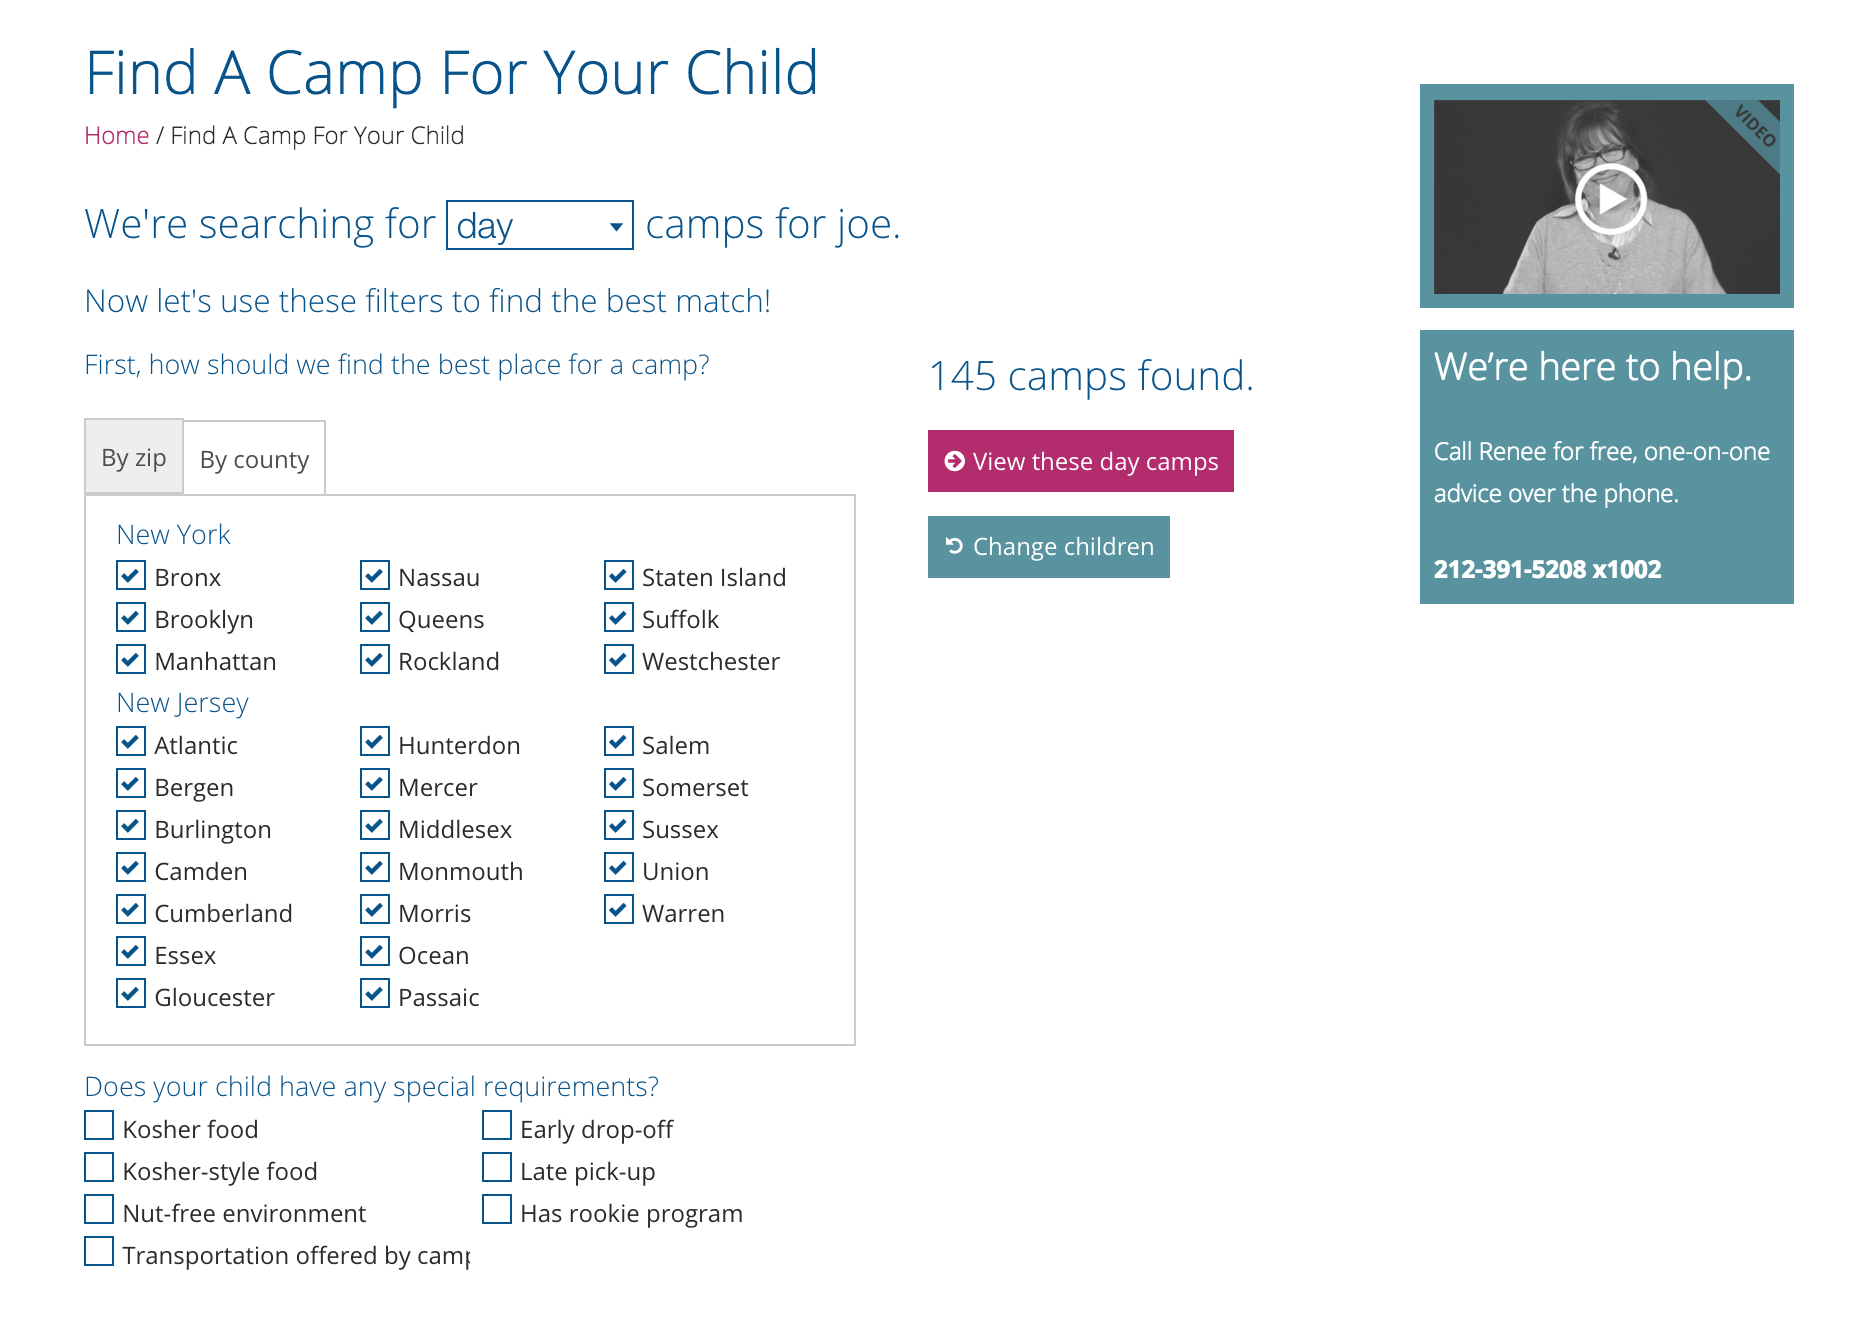 Find A Camp For Your Child
Home / Find A Camp For Your Child
We're searching for day camps for joe.
Now let's use these filters to find the best match!
First, how should we find the best place for a camp?
By zip
By county
New York
Bronx
Nassau
Staten Island
Brooklyn
Queens
Suffolk
Manhattan
Rockland
Westchester
New Jersey
Atlantic
Hunterdon
Salem
Bergen
Mercer
Somerset
Burlington
Middlesex
Sussex
Camden
Monmouth
Union
Cumberland
Morris
Warren
Essex
Ocean
Gloucester
Passaic
Does your child have any special requirements?
Kosher food
Early drop-off
Kosher-style food
Late pick-up
Nut-free environment
Has rookie program
Transportation offered by camp
145 camps found.
View these day camps
Change children
VIDEO
We’re here to help.
Call Renee for free, one-on-one
advice over the phone.
212-391-5208 x1002